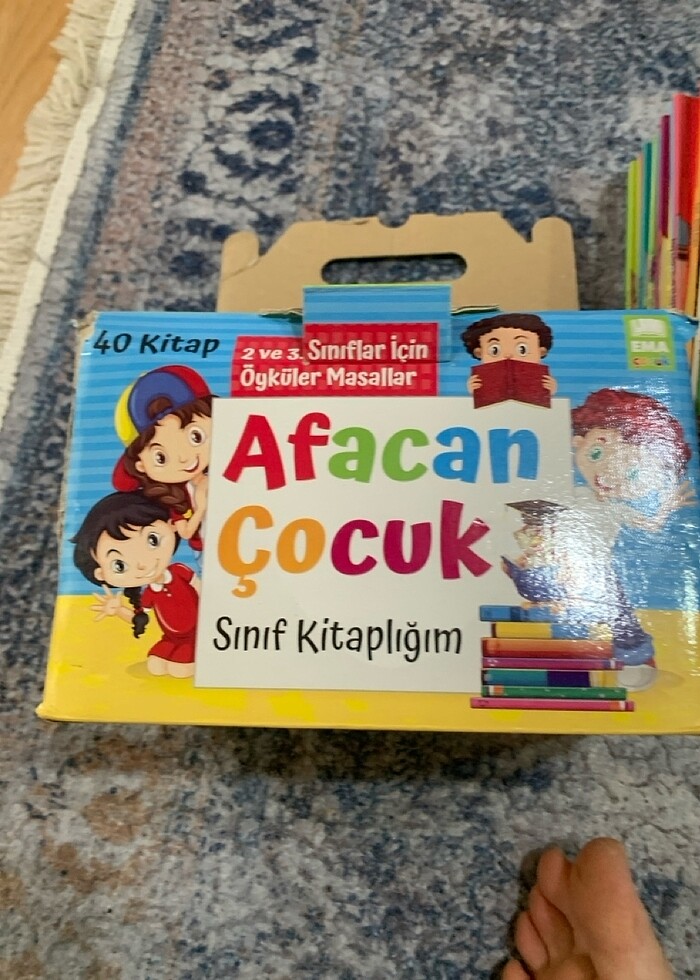 40 Kitap
2 ve 3. Sınıflar İçin
Öyküler Masallar
EMA
çocuk
Afacan
Çocuk
Sınıf Kitaplığım